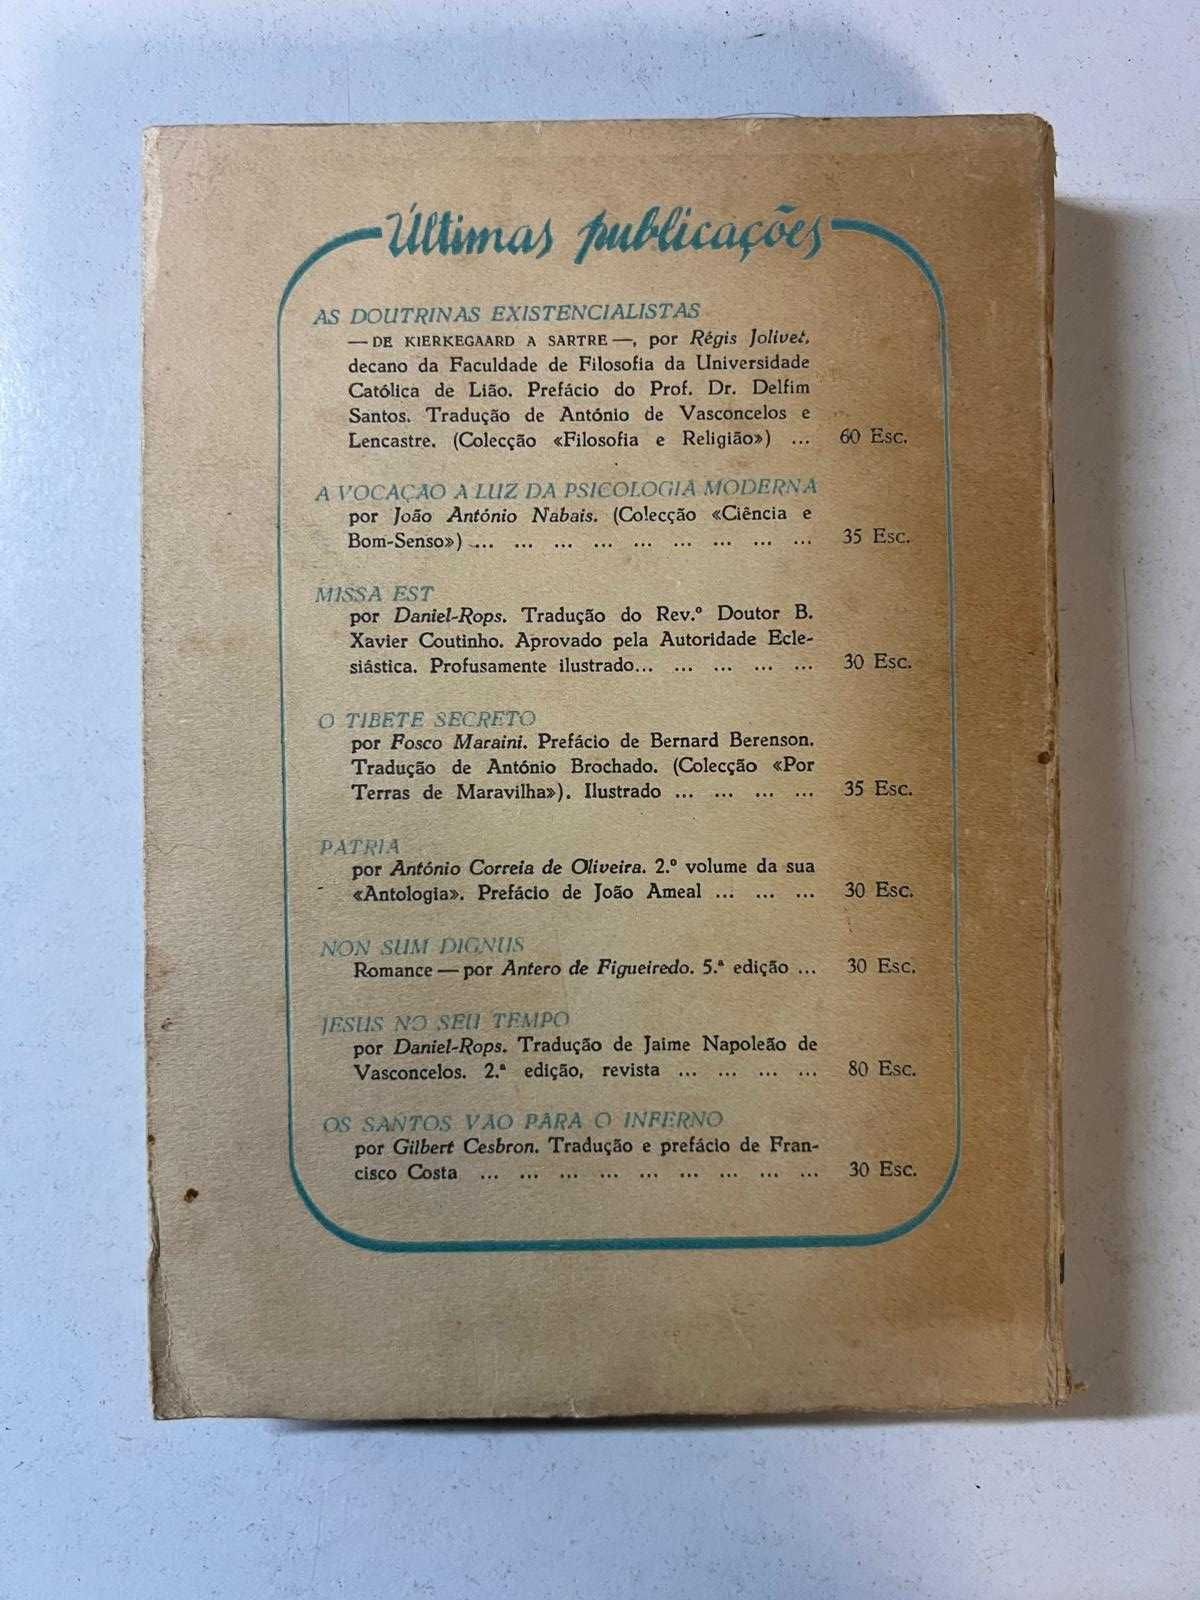 Últimas publicações
AS DOUTRINAS EXISTENCIALISTAS
— DE KIERKEGAARD A SARTRE —, por Régis Jolivet,
decano da Faculdade de Filosofia da Universidade
Católica de Lião. Prefácio do Prof. Dr. Delfim
Santos. Tradução de António de Vasconcelos e
Lencastre. (Colecção «Filosofia e Religião») ... 60 Esc.
A VOCAÇÃO A LUZ DA PSICOLOGIA MODERNA
por João António Nabais. (Colecção «Ciência e
Bom-Senso») ... ... ... ... ... ... ... ... ... 35 Esc.
MISSA EST
por Daniel-Rops. Tradução do Rev.º Doutor B.
Xavier Coutinho. Aprovado pela Autoridade Ecle-
siástica. Profusamente ilustrado... ... ... ... ... 30 Esc.
O TIBETE SECRETO
por Fosco Maraini. Prefácio de Bernard Berenson.
Tradução de António Brochado. (Colecção «Por
Terras de Maravilha»). Ilustrado ... ... ... ... 35 Esc.
PATRIA
por António Correia de Oliveira. 2.º volume da sua
«Antologia». Prefácio de João Ameal ... ... ... 30 Esc.
NON SUM DIGNUS
Romance — por Antero de Figueiredo. 5.ª edição ... 30 Esc.
JESUS NO SEU TEMPO
por Daniel-Rops. Tradução de Jaime Napoleão de
Vasconcelos. 2.ª edição, revista ... ... ... ... 80 Esc.
OS SANTOS VÃO PARA O INFERNO
por Gilbert Cesbron. Tradução e prefácio de Fran-
cisco Costa ... ... ... ... ... ... ... ... ... 30 Esc.